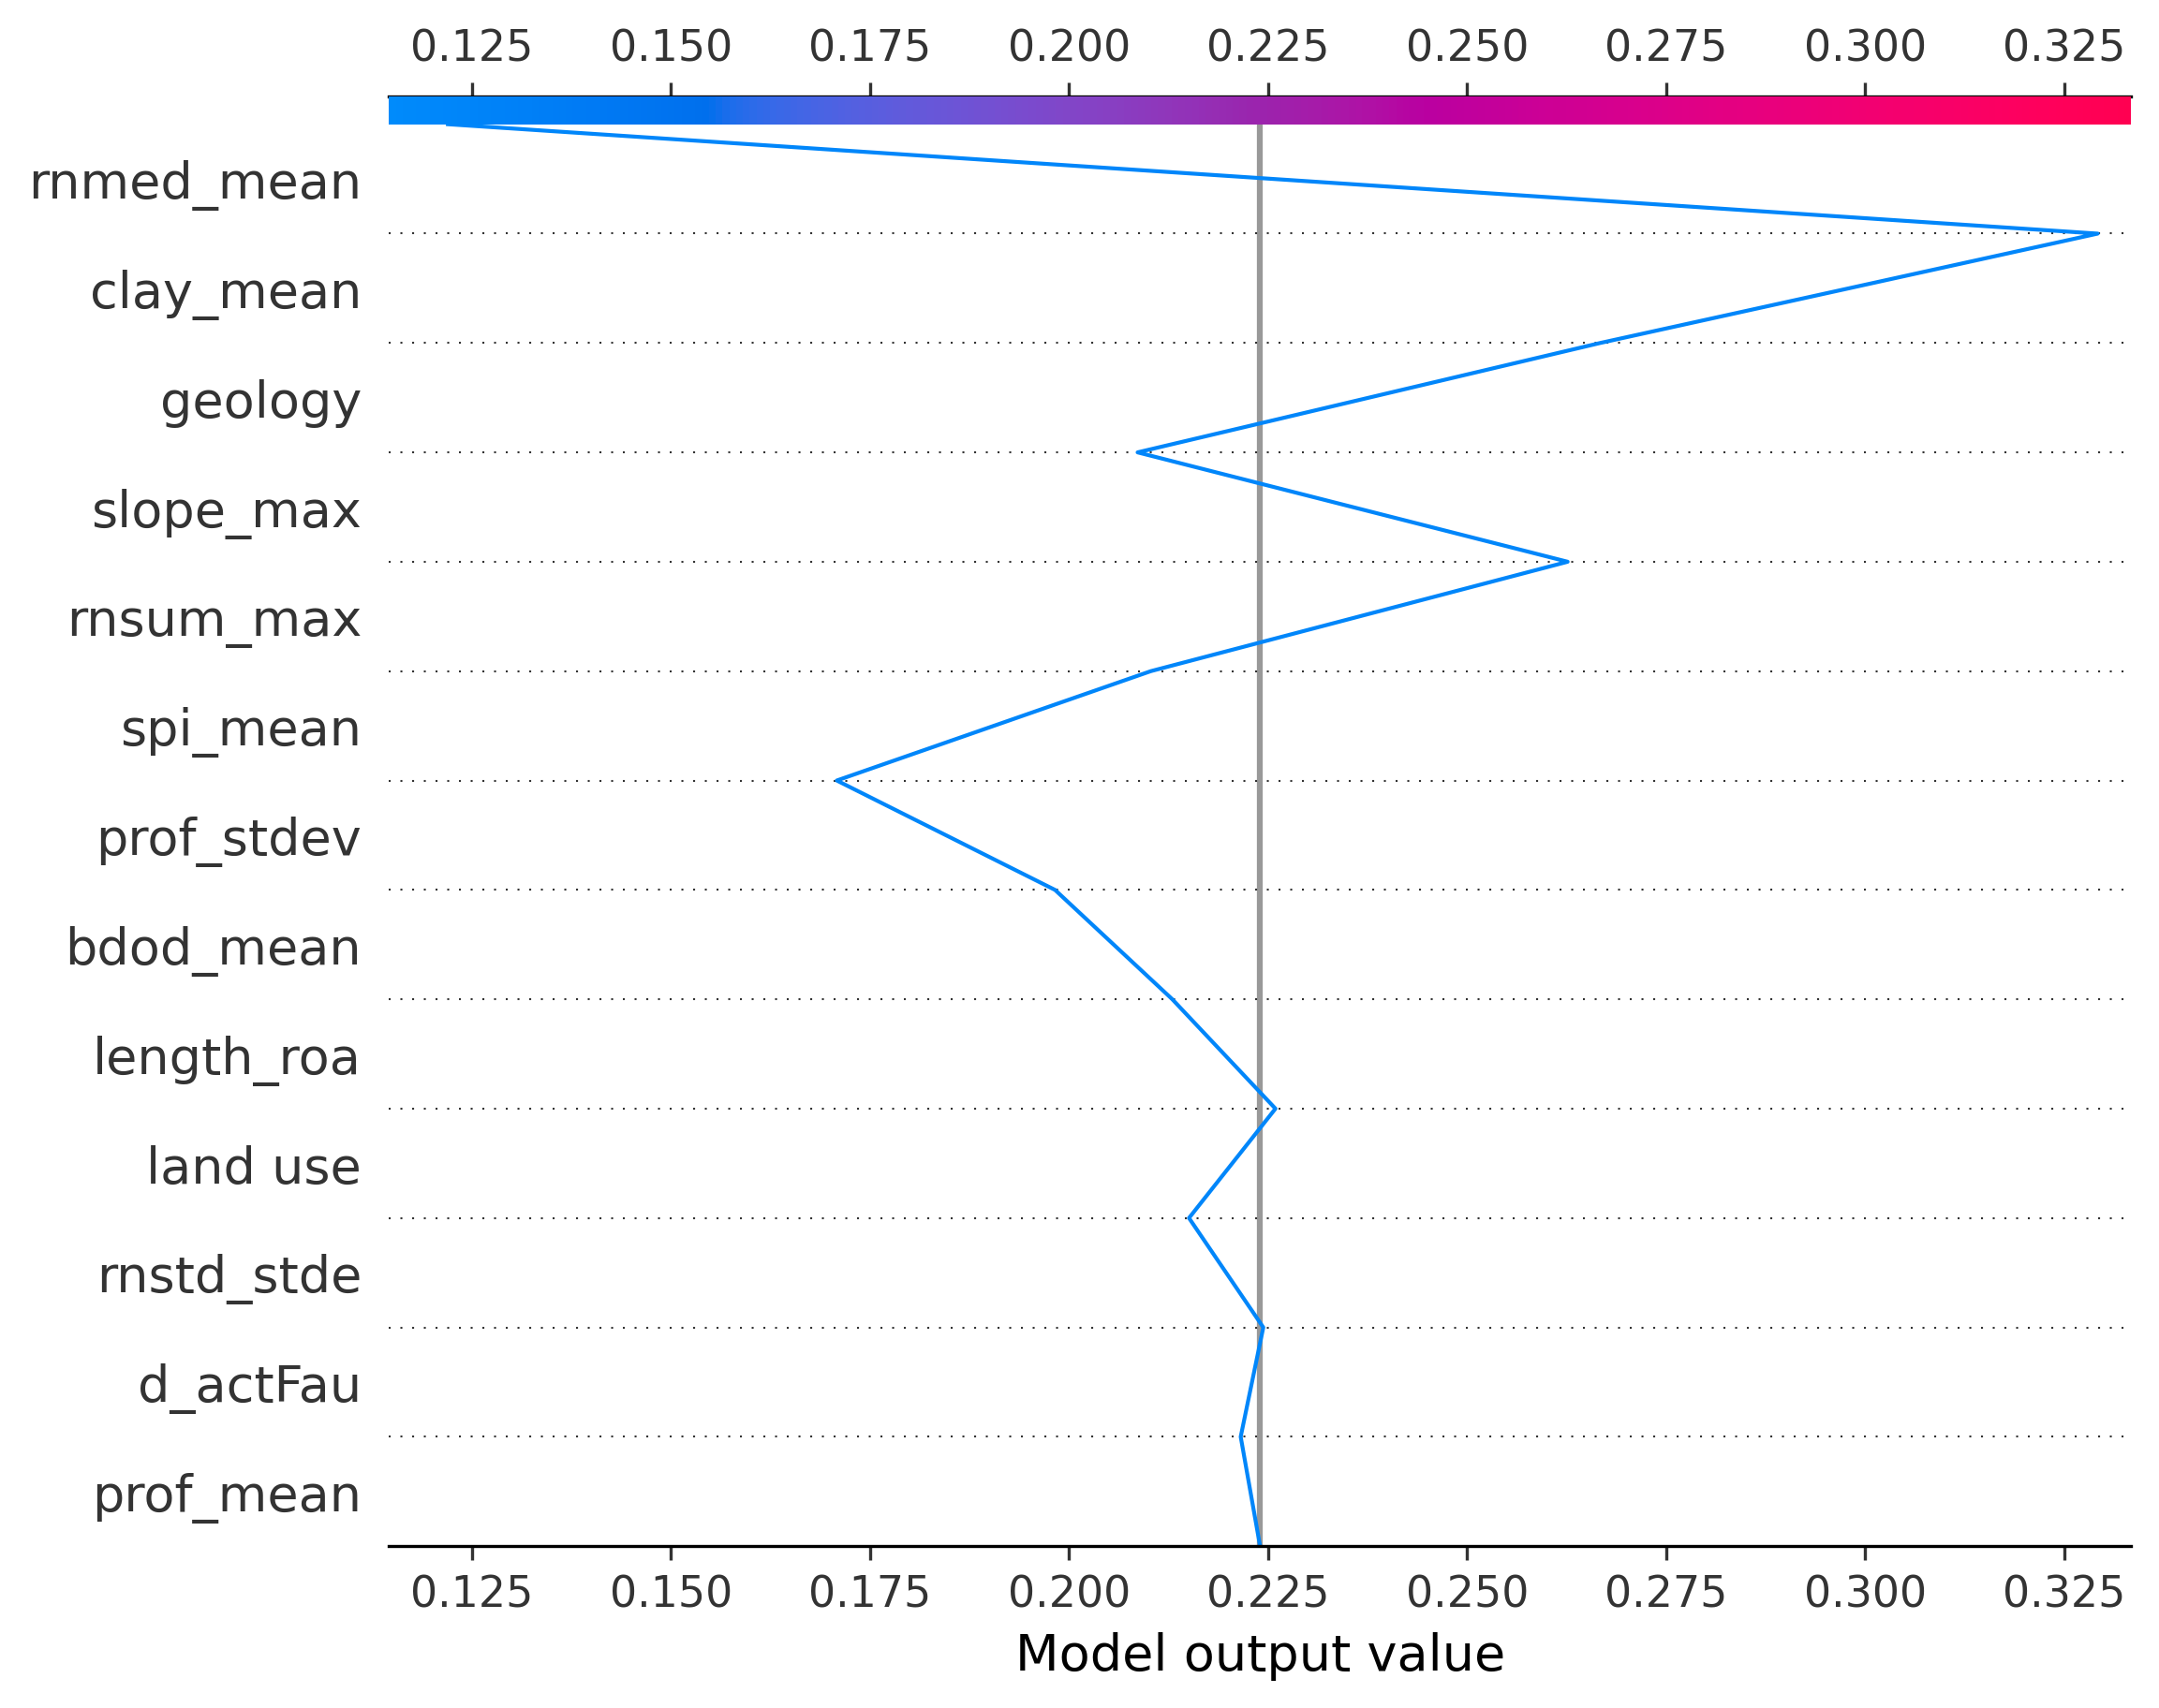 0.125 0.150 0.175 0.200 0.225 0.250 0.275 0.300 0.325
rnmed_mean
clay_mean
geology
slope_max
rnsum_max
spi_mean
prof_stdev
bdod_mean
length_roa
land use
rnstd_stde
d_actFau
prof_mean
0.125 0.150 0.175 0.200 0.225 0.250 0.275 0.300 0.325
Model output value